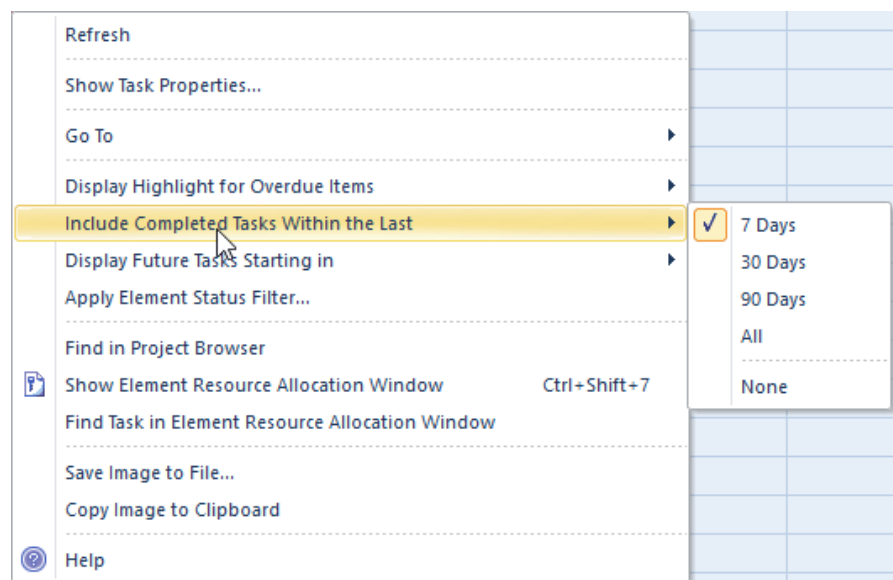 Refresh
Show Task Properties...
Go To
Display Highlight for Overdue Items
Include Completed Tasks Within the Last
Display Future Tasks Starting in
Apply Element Status Filter...
Find in Project Browser
Show Element Resource Allocation Window Ctrl+Shift+7
Find Task in Element Resource Allocation Window
Save Image to File...
Copy Image to Clipboard
Help
7 Days
30 Days
90 Days
All
None